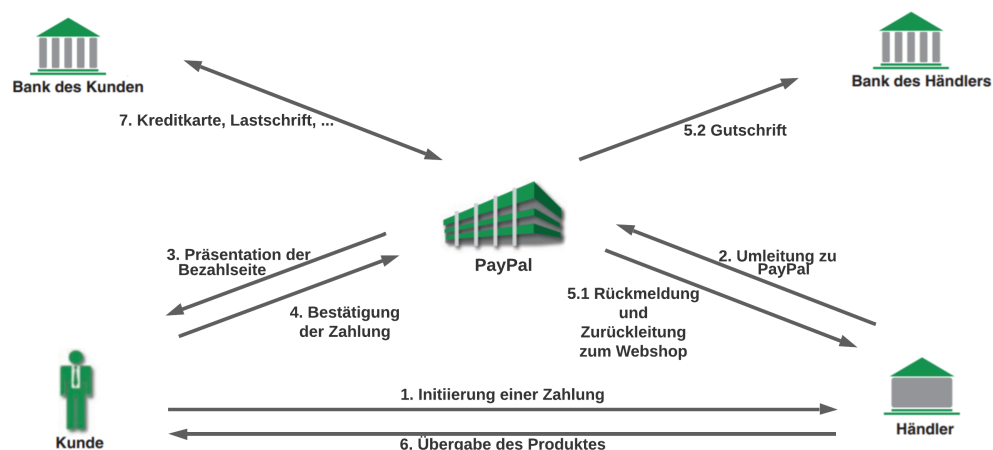 Bank des Kunden
Bank des Händlers
7. Kreditkarte, Lastschrift, ...
5.2 Gutschrift
3. Präsentation der
Bezahlseite
PayPal
2. Umleitung zu
PayPal
4. Bestätigung
der Zahlung
5.1 Rückmeldung
und
Zurückleitung
zum Webshop
1. Initiierung einer Zahlung
Kunde
Händler
6. Übergabe des Produktes